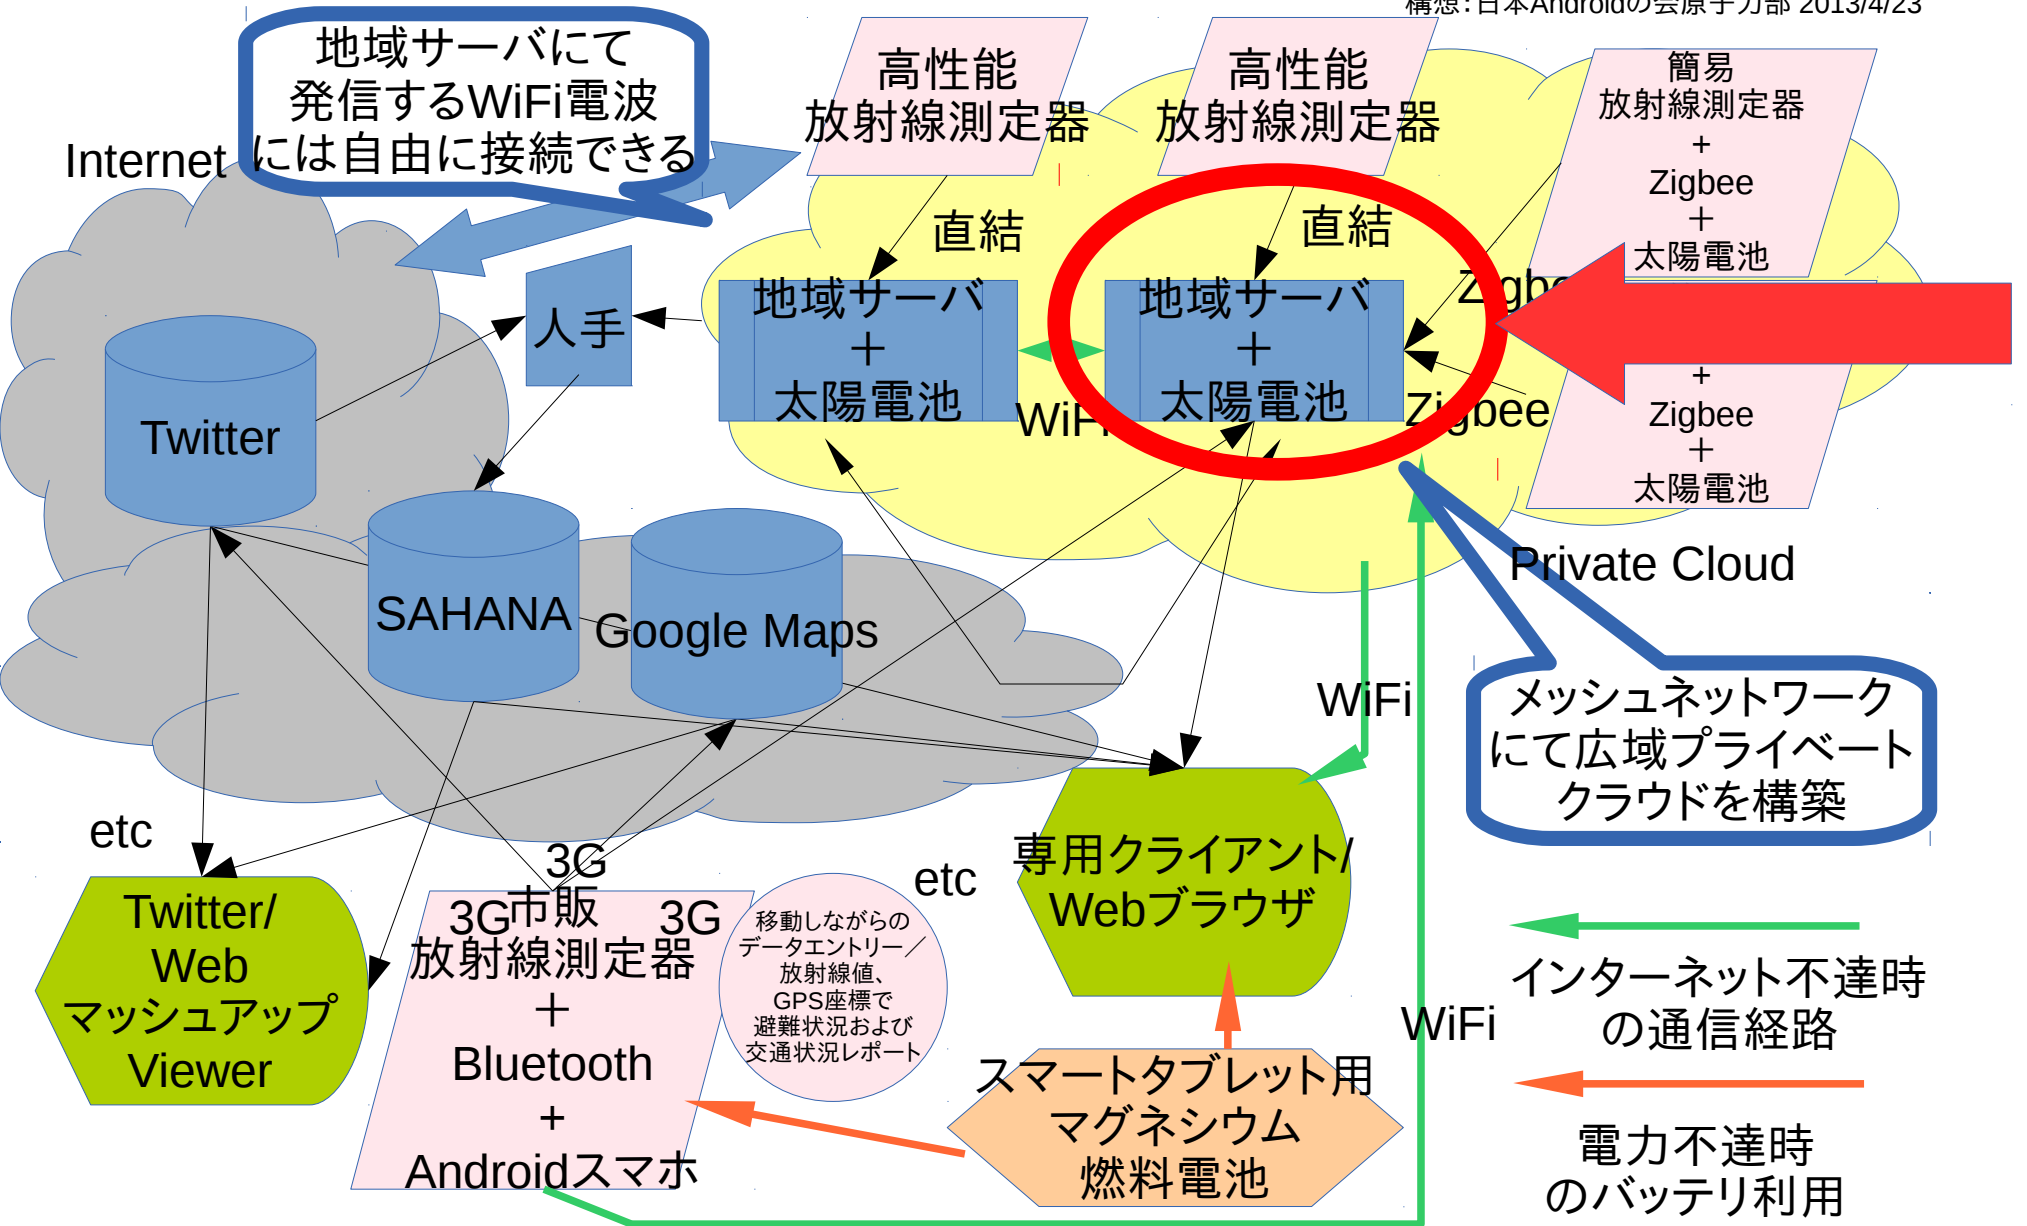 構想：日本Androidの会原子力部 2013/4/23
地域サーバにて
発信するWiFi電波
には自由に接続できる
Internet
高性能
放射線測定器
高性能
放射線測定器
簡易
放射線測定器
+
Zigbee
＋
太陽電池
直結
直結
人手
地域サーバ
＋
太陽電池
WiFi
地域サーバ
＋
太陽電池
Zigbee
+
Zigbee
＋
太陽電池
Twitter
SAHANA
Google Maps
Private Cloud
WiFi
メッシュネットワーク
にて広域プライベート
クラウドを構築
etc
Twitter/
Web
マッシュアップ
Viewer
3G
3G
3G
市販
放射線測定器
＋
Bluetooth
+
Androidスマホ
移動しながらの
データエントリー／
放射線値、
GPS座標で
避難状況および
交通状況レポート
etc
専用クライアント/
Webブラウザ
WiFi
スマートタブレット用
マグネシウム
燃料電池
インターネット不達時
の通信経路
電力不達時
のバッテリ利用